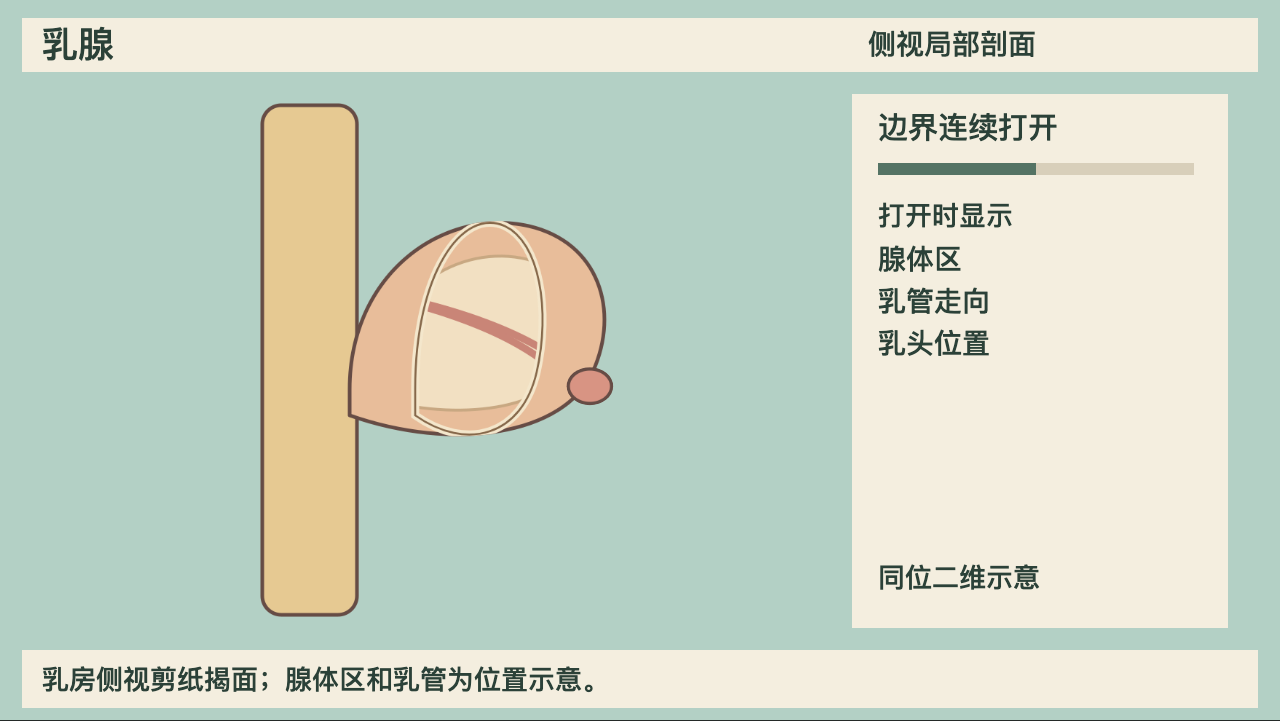 乳腺
侧视局部剖面
边界连续打开
打开时显示
腺体区
乳管走向
乳头位置
同位二维示意
乳房侧视剪纸揭面；腺体区和乳管为位置示意。